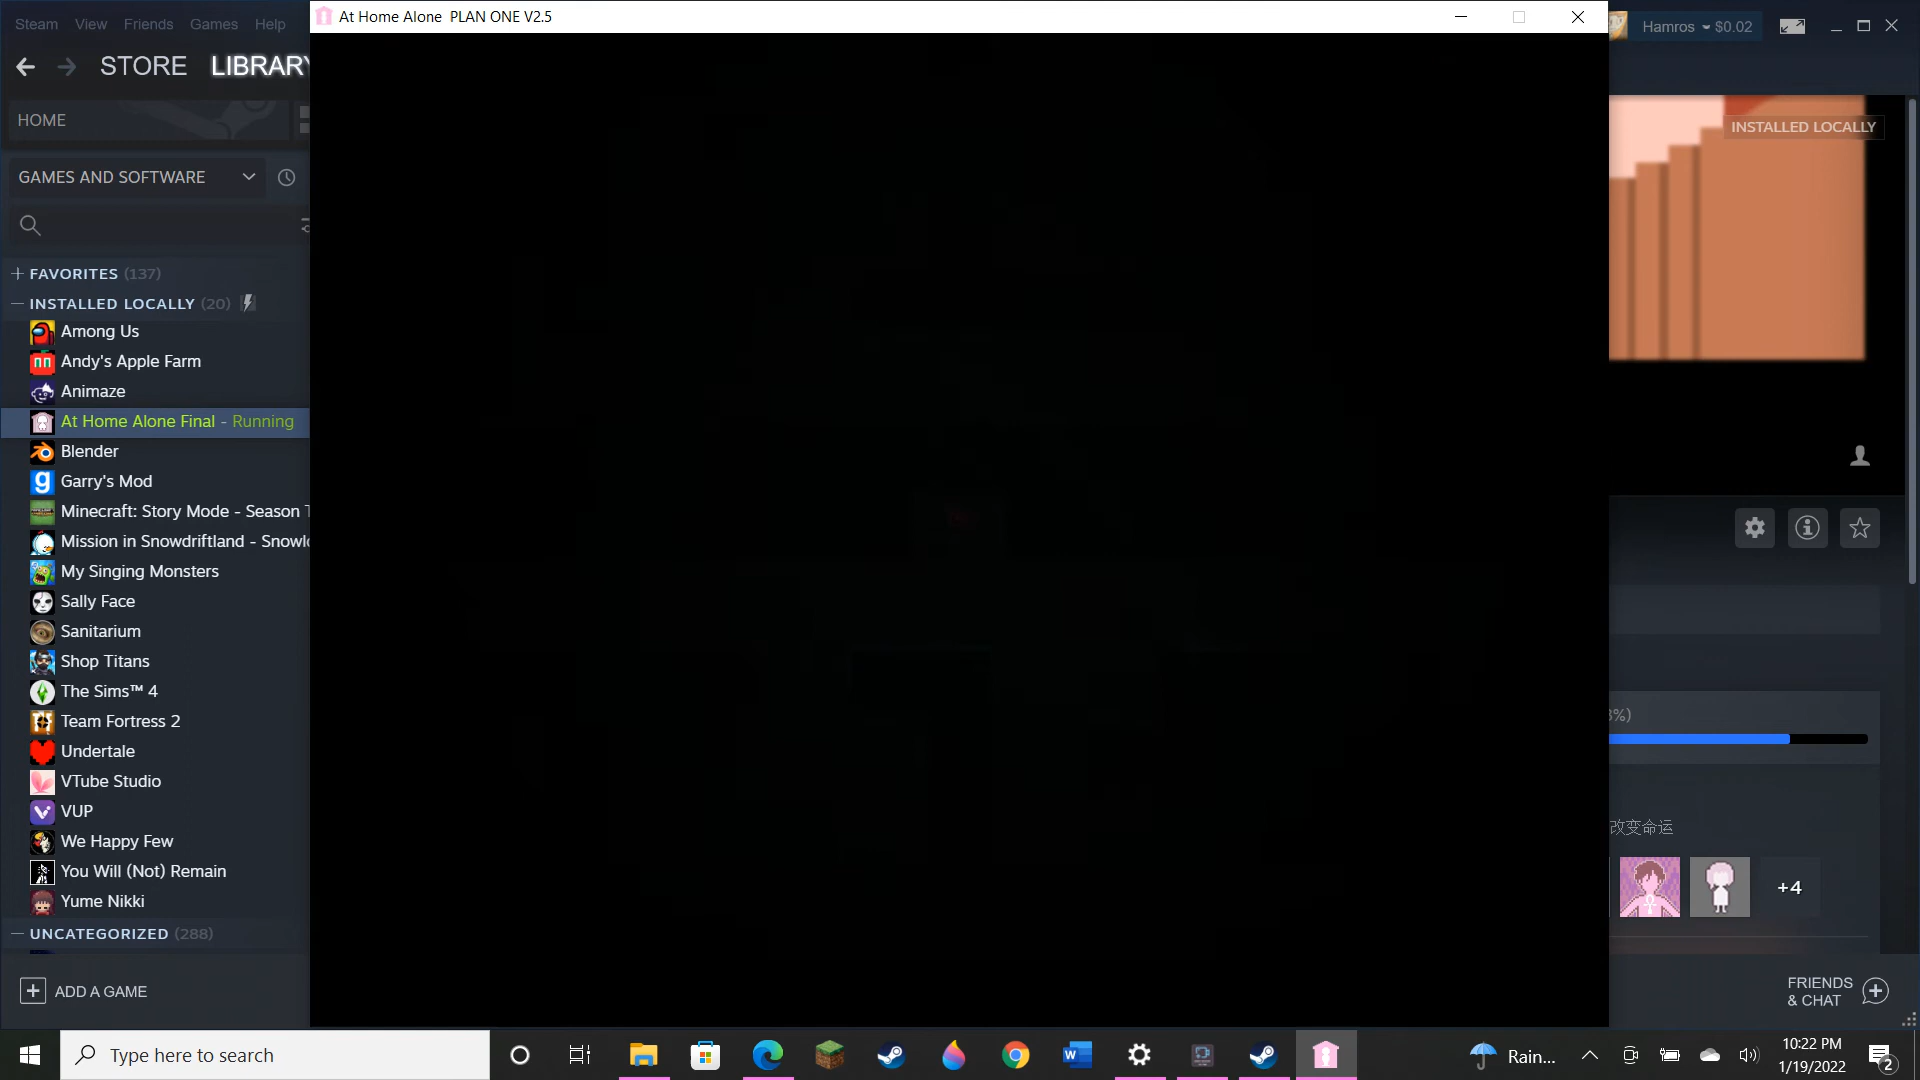 At Home Alone PLAN ONE V2.5
Steam View Friends Games Help
Hamros $0.02
STORE LIBRARY
HOME
INSTALLED LOCALLY
GAMES AND SOFTWARE
FAVORITES (137)
INSTALLED LOCALLY (20)
Among Us
Andy's Apple Farm
Animaze
At Home Alone Final - Running
Blender
Garry's Mod
Minecraft: Story Mode - Season
Mission in Snowdriftland -
My Singing Monsters
Sally Face
Sanitarium
Shop Titans
The Sims™ 4
%)
Team Fortress 2
Undertale
VTube Studio
VUP
改变命运
We Happy Few
You Will (Not) Remain
+4
Yume Nikki
UNCATEGORIZED (288)
ADD A GAME
FRIENDS
& CHAT
Type here to search
Rain...
10:22 PM
1/19/2022
2